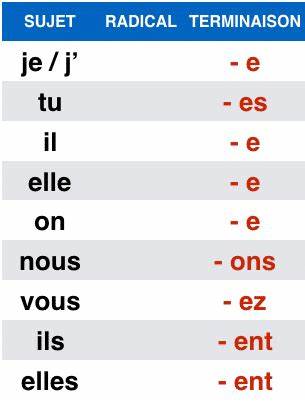 SUJET RADICAL TERMINAISON
je / j’ - e
tu - es
il - e
elle - e
on - e
nous - ons
vous - ez
ils - ent
elles - ent